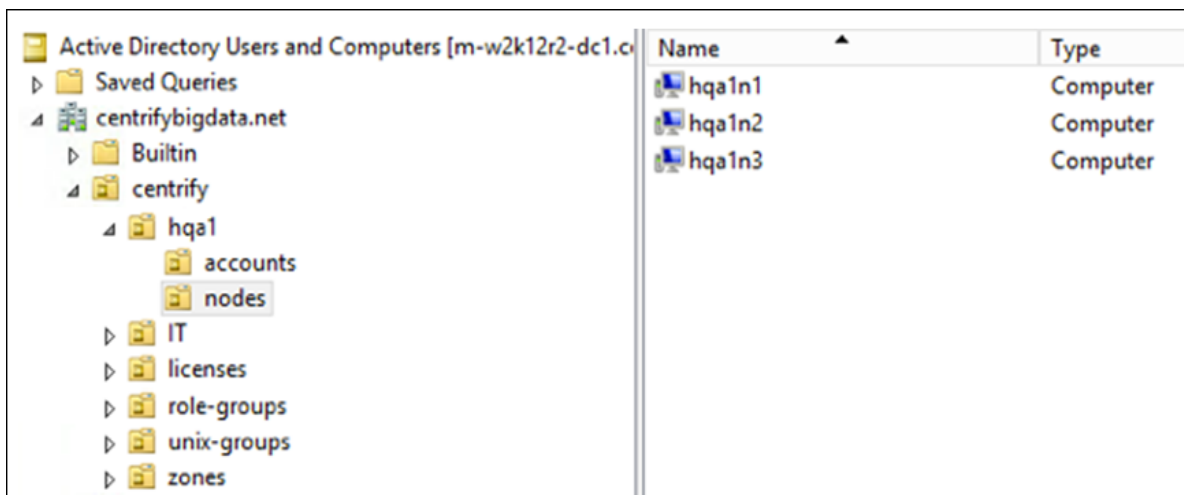 Active Directory Users and Computers [m-w2k12r2-dc1.c
Saved Queries
centrifybigdata.net
Builtin
centrify
hqa1
accounts
nodes
IT
licenses
role-groups
unix-groups
zones
Name Type
hqa1n1 Computer
hqa1n2 Computer
hqa1n3 Computer